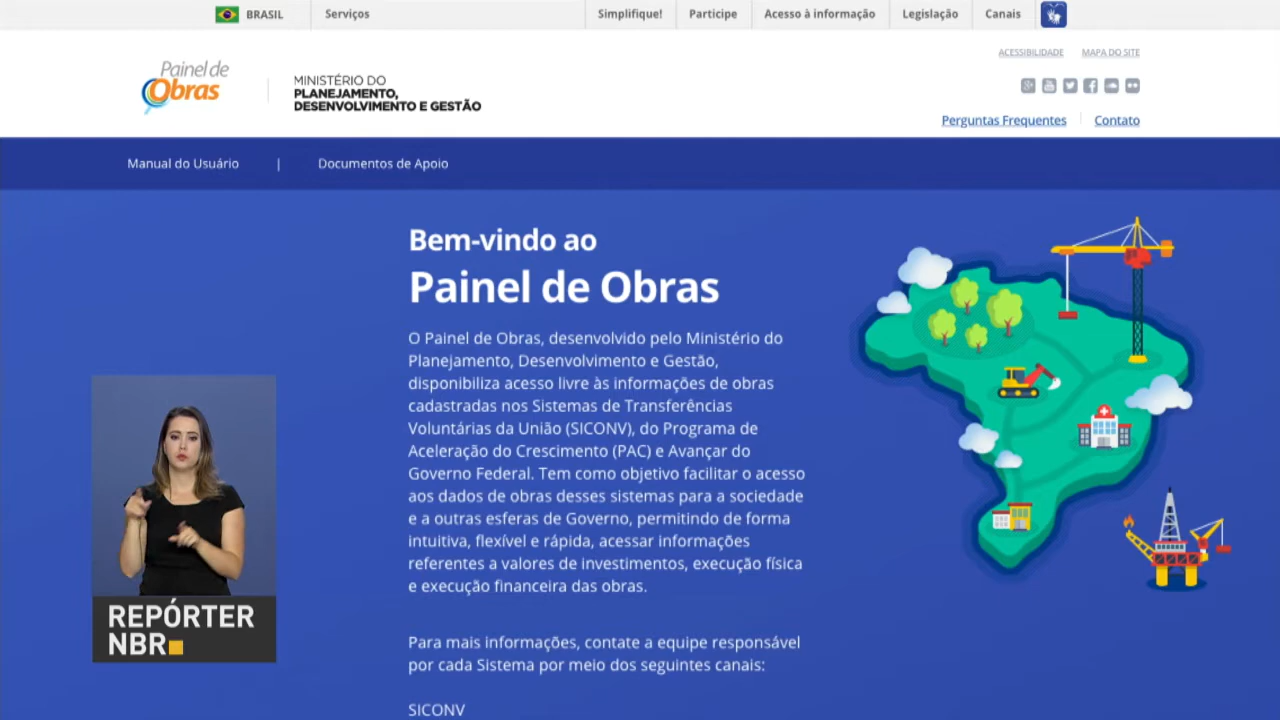 BRASIL
Serviços
Simplifique!
Participe
Acesso à informação
Legislação
Canais
ACESSIBILIDADE
MAPA DO SITE
Painel de
Obras
MINISTÉRIO DO
PLANEJAMENTO,
DESENVOLVIMENTO E GESTÃO
Perguntas Frequentes
Contato
Manual do Usuário
|
Documentos de Apoio
Bem-vindo ao
Painel de Obras
O Painel de Obras, desenvolvido pelo Ministério do
Planejamento, Desenvolvimento e Gestão,
disponibiliza acesso livre às informações de obras
cadastradas nos Sistemas de Transferências
Voluntárias da União (SICONV), do Programa de
Aceleração do Crescimento (PAC) e Avançar do
Governo Federal. Tem como objetivo facilitar o acesso
aos dados de obras desses sistemas para a sociedade
e a outras esferas de Governo, permitindo de forma
intuitiva, flexível e rápida, acessar informações
referentes a valores de investimentos, execução física
e execução financeira das obras.
Para mais informações, contate a equipe responsável
por cada Sistema por meio dos seguintes canais:
SICONV
REPÓRTER
NBR